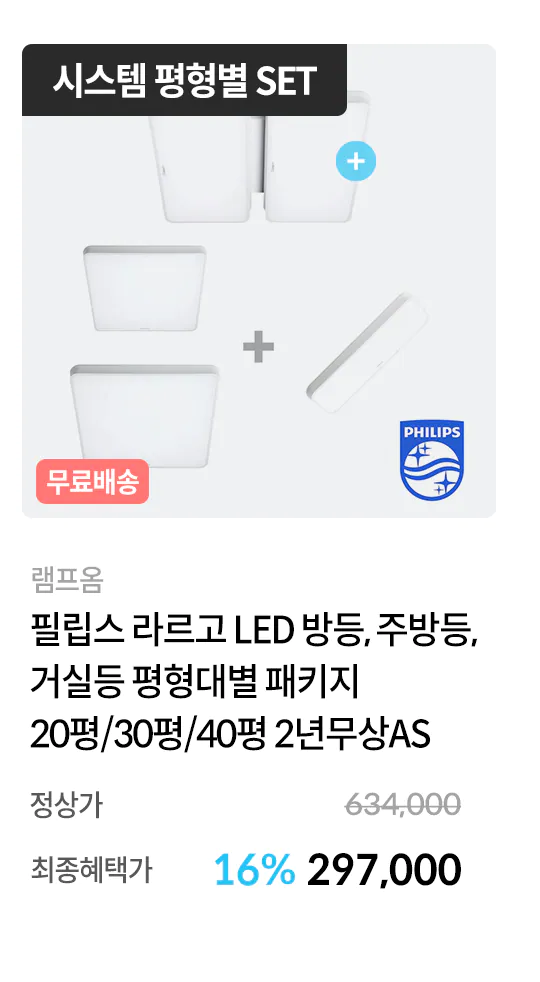 시스템 평형별 SET
PHILIPS
무료배송
램프옴
필립스 라르고 LED 방등, 주방등,
거실등 평형대별 패키지
20평/30평/40평 2년무상AS
정상가 634,000
최종혜택가 16% 297,000